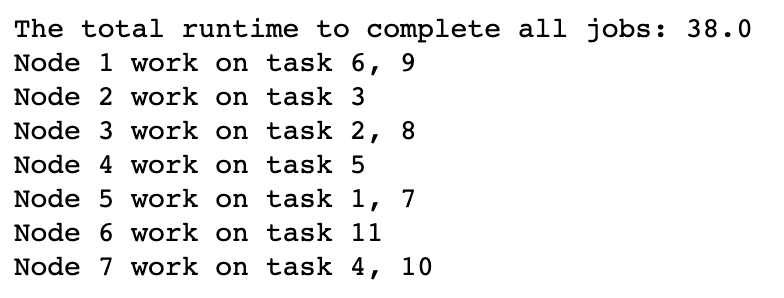 The total runtime to complete all jobs: 38.0
Node 1 work on task 6, 9
Node 2 work on task 3
Node 3 work on task 2, 8
Node 4 work on task 5
Node 5 work on task 1, 7
Node 6 work on task 11
Node 7 work on task 4, 10